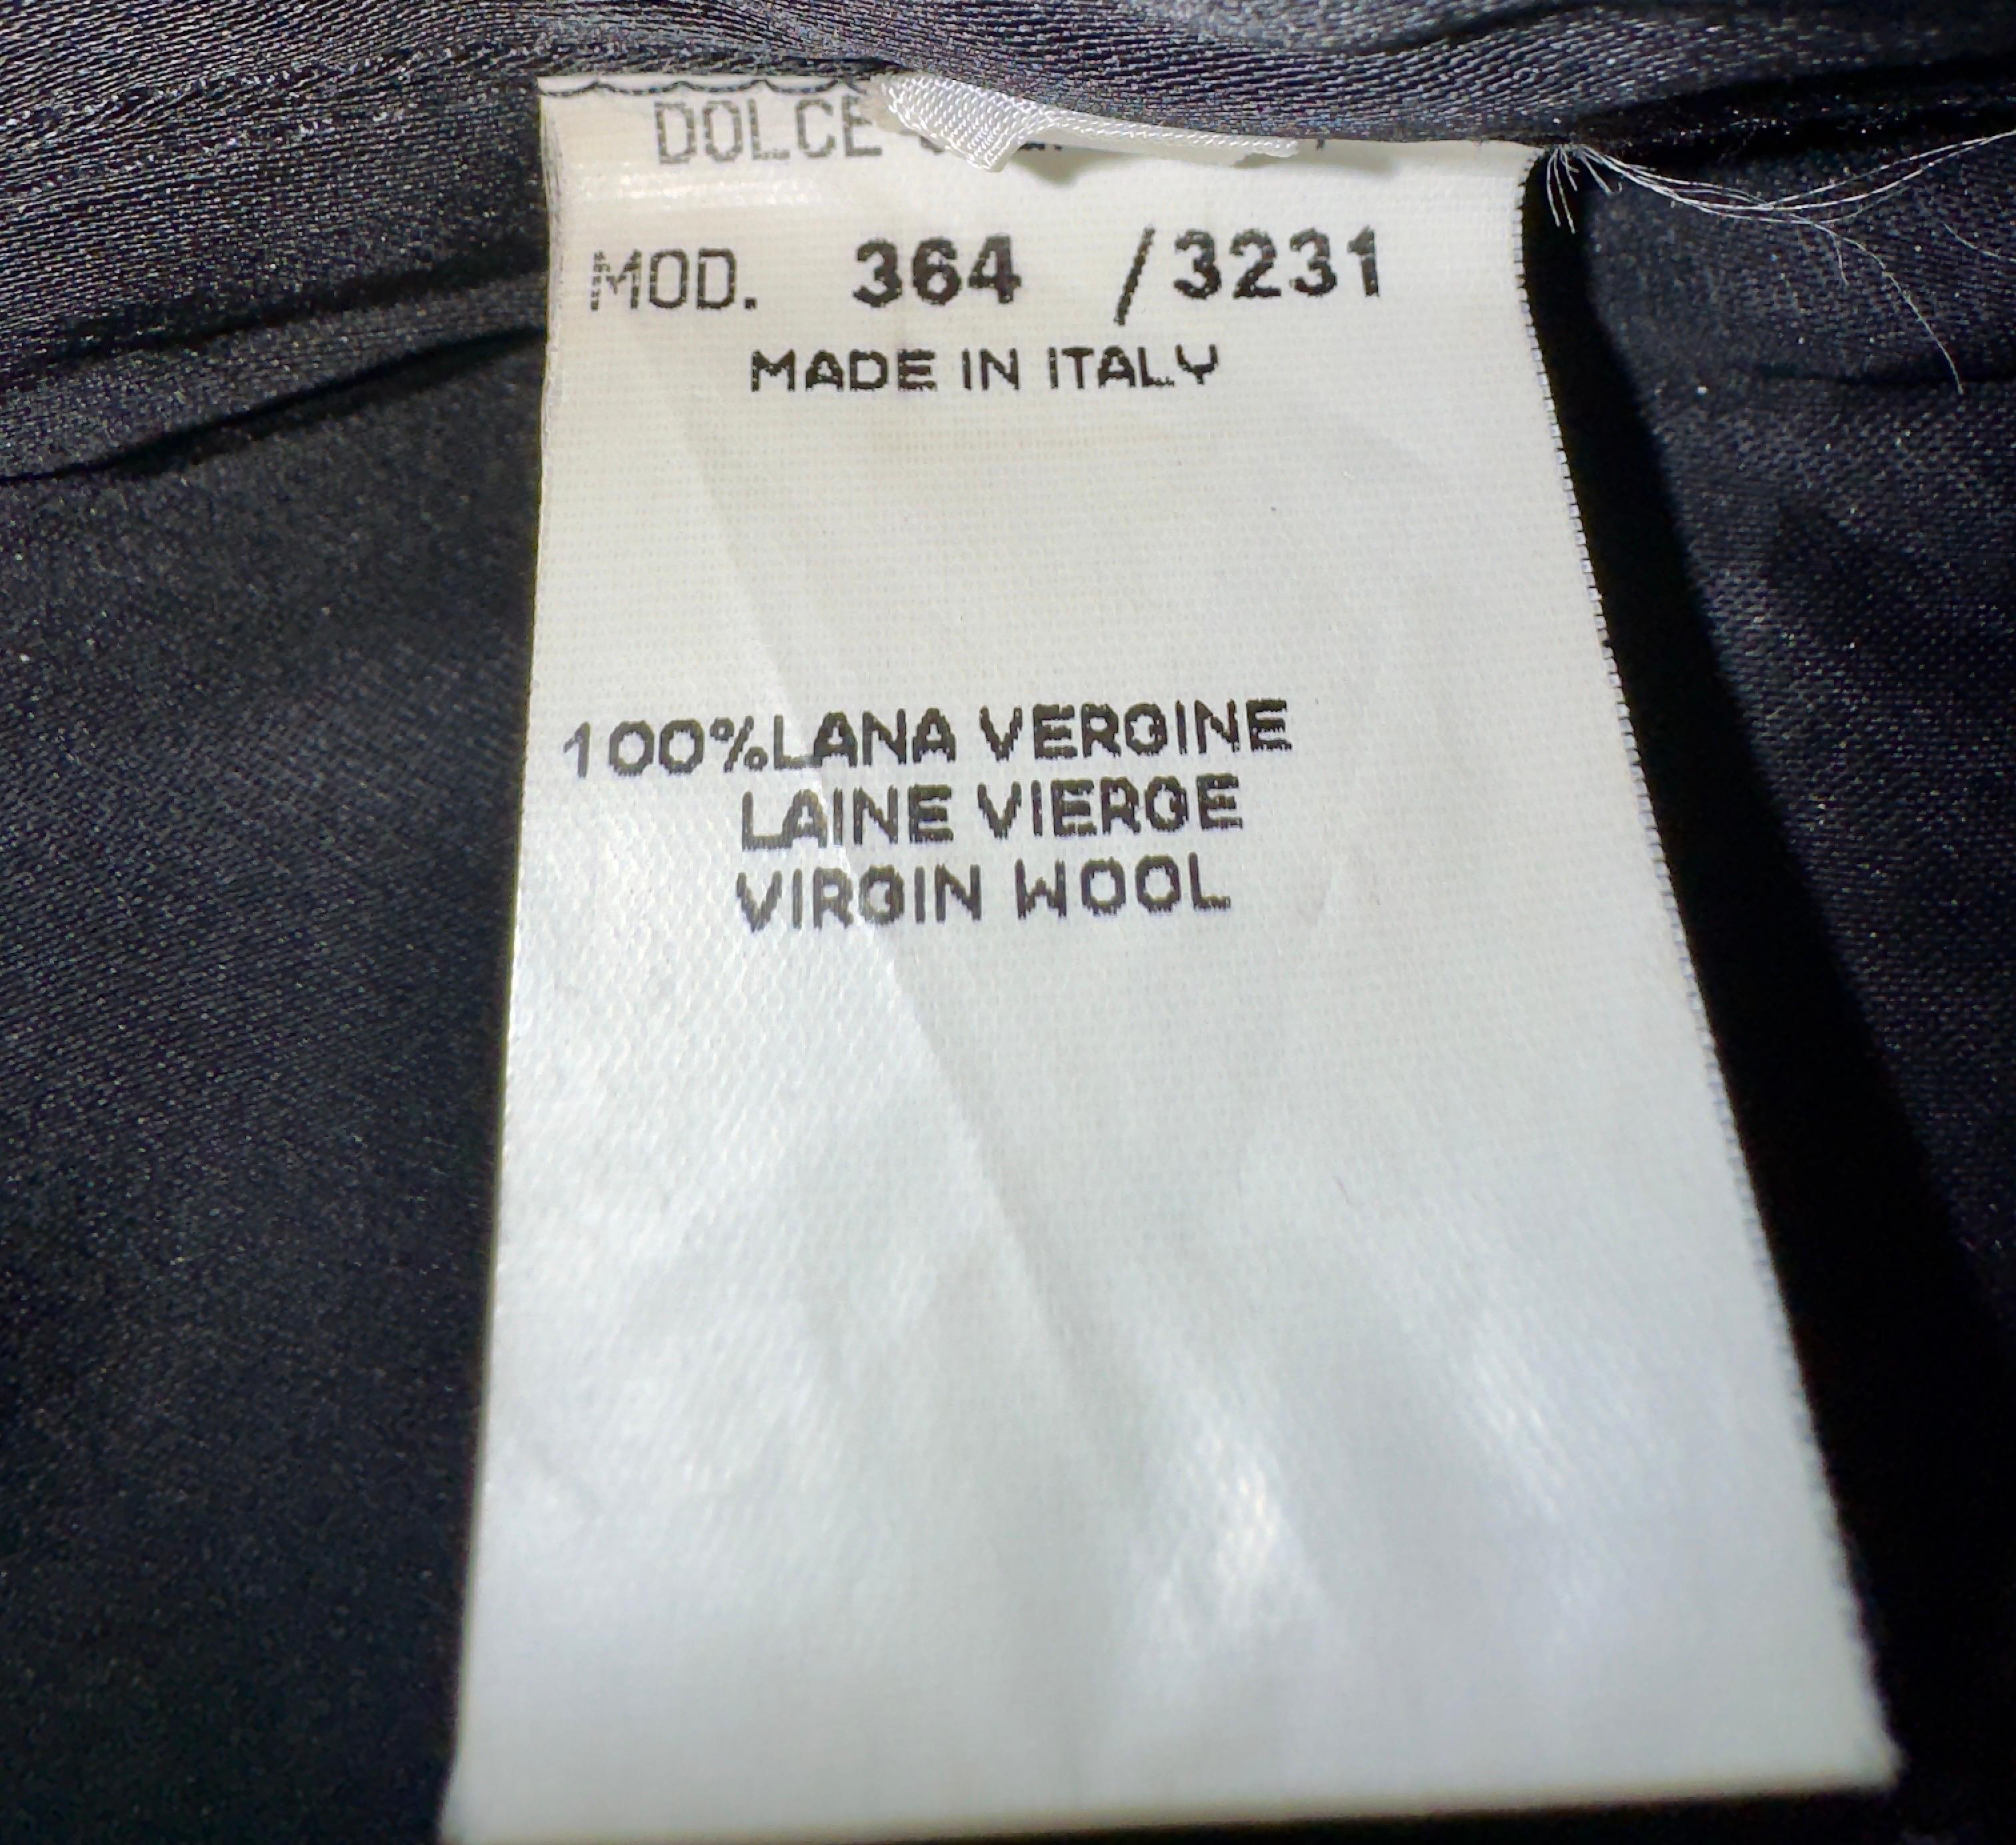 DOLCE
MOD. 364 /3231
MADE IN ITALY
100%LANA VERGINE
LAINE VIERGE
VIRGIN WOOL